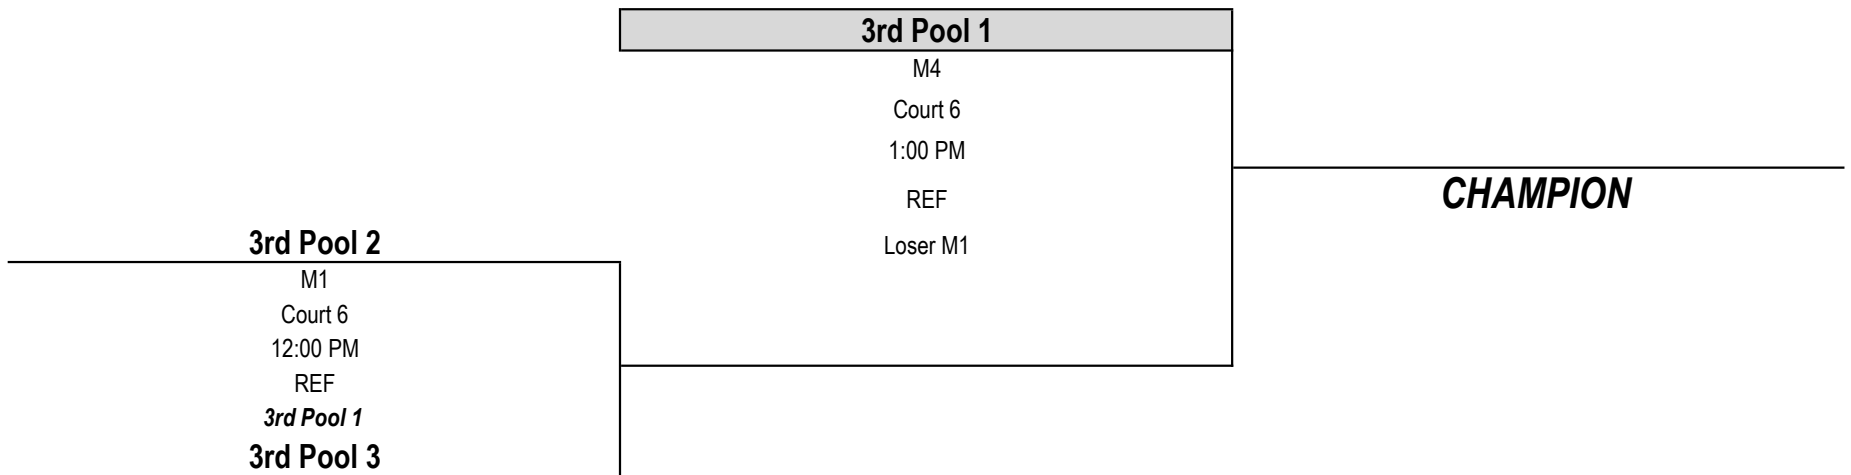 3rd Pool 1
M4
Court 6
1:00 PM
REF
Loser M1
CHAMPION
3rd Pool 2
M1
Court 6
12:00 PM
REF
3rd Pool 1
3rd Pool 3